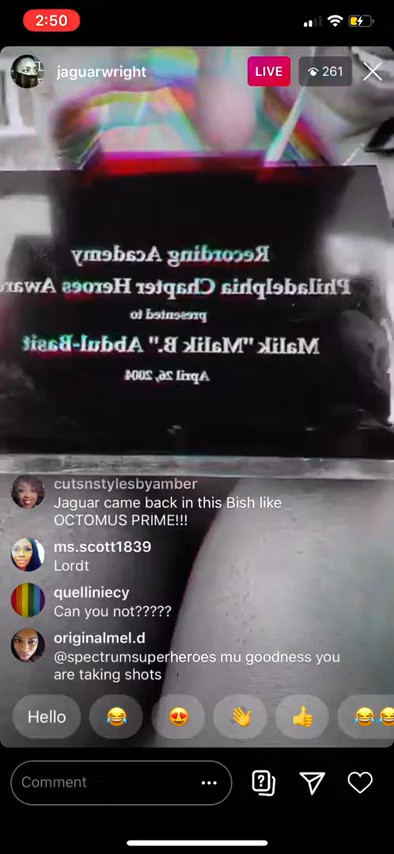 2:50
jaguarwright
LIVE
261
Recording Academy
Philadelphia Chapter Heroes Awar
presented to
Malik "Malik B." Abdul-Basit
April 26, 2004
cutsnstylesbyamber
Jaguar came back in this Bish like
OCTOMUS PRIME!!!
ms.scott1839
Lordt
quelliniecy
Can you not?????
originalmel.d
@spectrumsuperheroes mu goodness you
are taking shots
Hello
Comment